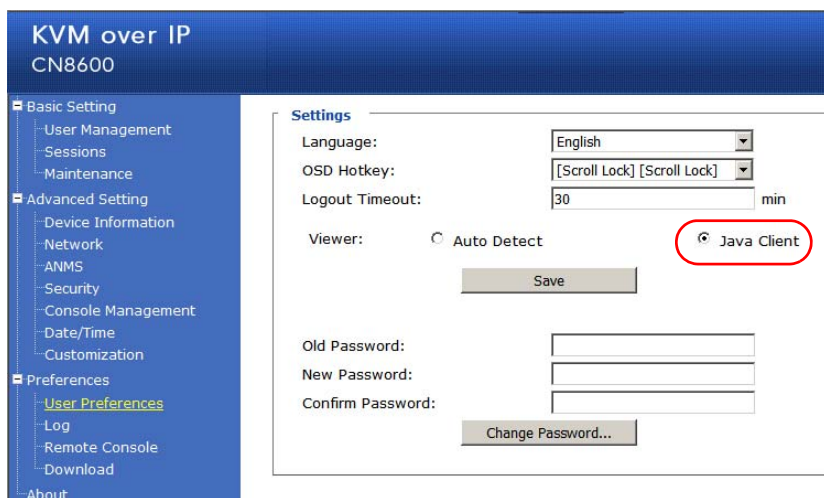 KVM over IP
CN8600
Basic Setting
User Management
Sessions
Maintenance
Advanced Setting
Device Information
Network
ANMS
Security
Console Management
Date/Time
Customization
Preferences
User Preferences
Log
Remote Console
Download
About
Settings
Language: English
OSD Hotkey: [Scroll Lock] [Scroll Lock]
Logout Timeout: 30 min
Viewer: Auto Detect Java Client
Save
Old Password:
New Password:
Confirm Password:
Change Password...